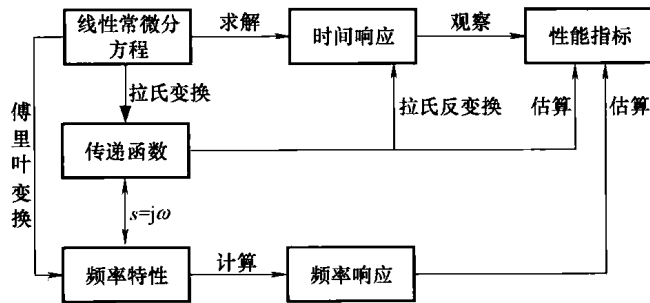 线性常微分
方程
求解
时间响应
观察
性能指标
傅里叶变换
拉氏变换
拉氏反变换
估算
估算
传递函数
s=jω
频率特性
计算
频率响应